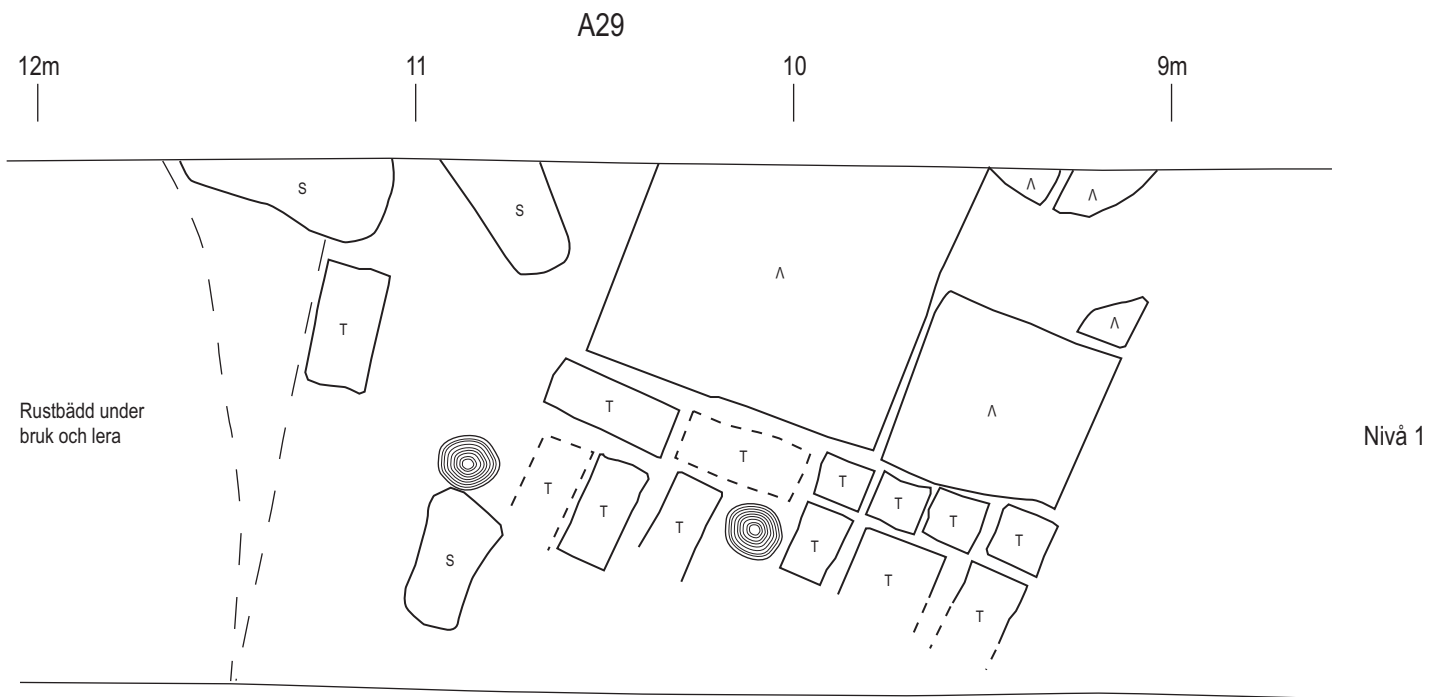 A29
12m
11
10
9m
S
S
Λ
Λ
Λ
T
Λ
Λ
T
T
T
T
T
T
T
T
T
T
T
S
T
T
Rustbädd under
bruk och lera
Nivå 1